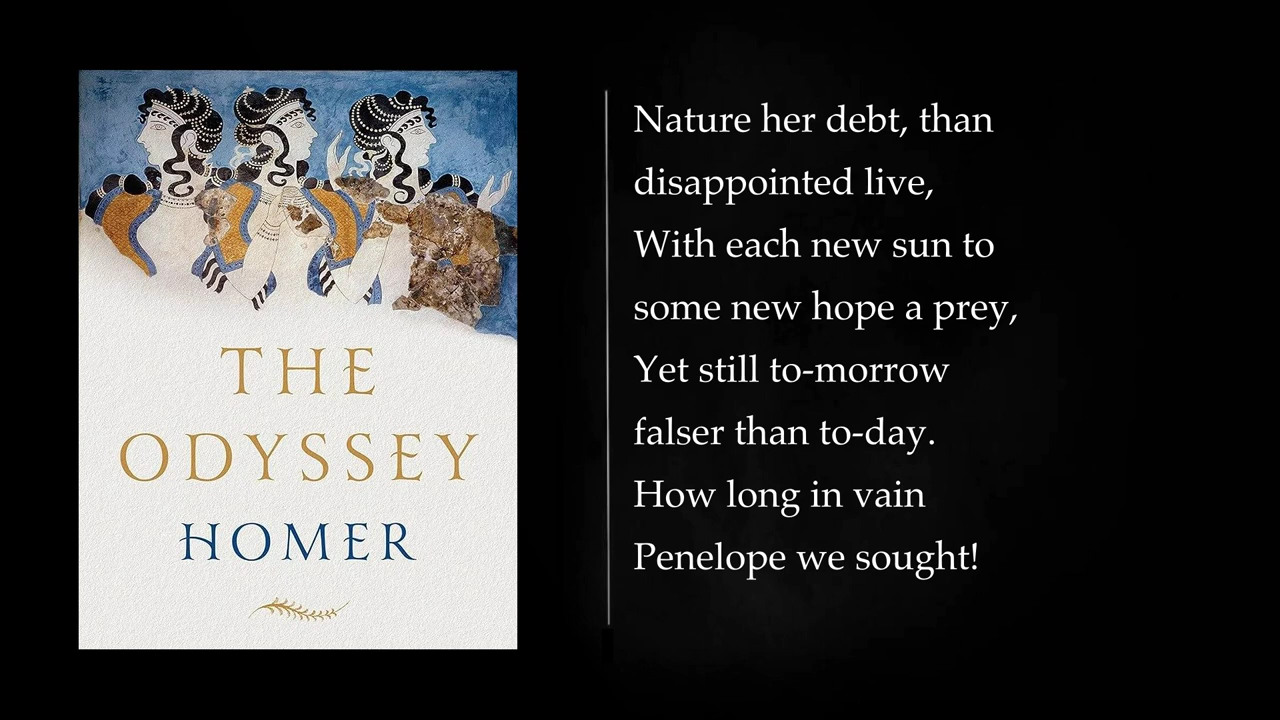 THE
ODYSSEY
HOMER
Nature her debt, than
disappointed live,
With each new sun to
some new hope a prey,
Yet still to-morrow
falser than to-day.
How long in vain
Penelope we sought!